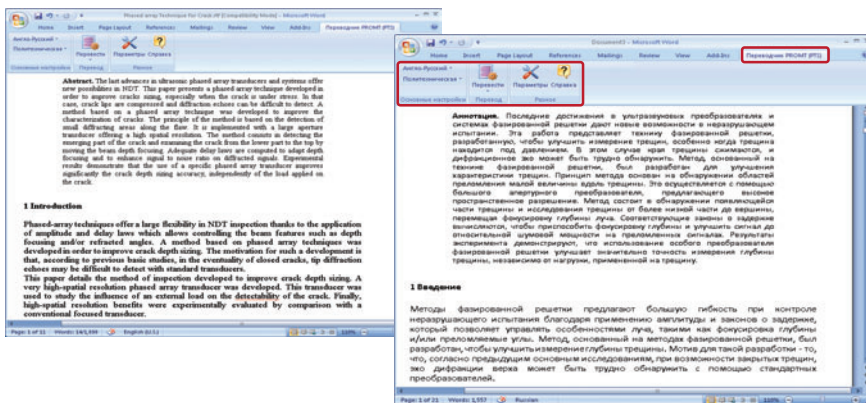 Phased array Technique for Crack.rtf [Compatibility Mode] - Microsoft Word
Home Insert Page Layout References Mailings Review View Add-Ins Переводчик PROMT (PTS)
Англо-Русский
Политехническая
Перевести
Параметры Справка
Основные настройки Перевод Разное
Abstract. The last advances in ultrasonic phased array transducers and systems offer
new possibilities in NDT. This paper presents a phased array technique developed in
order to improve cracks sizing, especially when the crack is under stress. In that
case, crack lips are compressed and diffraction echoes can be difficult to detect. A
method based on a phased array technique was developed to improve the
characterization of cracks. The principle of the method is based on the detection of
small diffracting areas along the flaw. It is implemented with a large aperture
transducer offering a high spatial resolution. The method consists in detecting the
emerging part of the crack and examining the crack from the lower part to the top by
moving the beam depth focusing. Adequate delay laws are computed to adapt depth
focusing and to enhance signal to noise ratio on diffracted signals. Experimental
results demonstrate that the use of a specific phased array transducer improves
significantly the crack depth sizing accuracy, independently of the load applied on
the crack.
1 Introduction
Phased-array techniques offer a large flexibility in NDT inspection thanks to the application
of amplitude and delay laws which allows controlling the beam features such as depth
focusing and/or refracted angles. A method based on phased array techniques was
developed in order to improve crack depth sizing. The motivation for such a development is
that, according to previous basic studies, in the eventuality of closed cracks, tip diffraction
echoes may be difficult to detect with standard transducers.
This paper details the method of inspection developed to improve crack depth sizing. A
very high-spatial resolution phased array transducer was developed. This transducer was
used to study the influence of an external load on the detectability of the crack. Finally,
high-spatial resolution benefits were experimentally evaluated by comparison with a
conventional focused transducer.
English (U.S.) 110%
Document3 - Microsoft Word
Home Insert Page Layout References Mailings Review View Add-Ins Переводчик PROMT (PTS)
Англо-Русский
Политехническая
Перевести
Параметры Справка
Основные настройки Перевод Разное
Аннотация. Последние достижения в ультразвуковых преобразователях и
системах фазированной решетки дают новые возможности в неразрушающем
испытании. Эта работа представляет технику фазированной решетки,
разработанную, чтобы улучшить измерение трещин, особенно когда трещина
находится под давлением. В этом случае края трещины сжимаются, и
дифракционное эхо может быть трудно обнаружить. Метод, основанный на
технике фазированной решетки, был разработан для улучшения
характеристики трещин. Принцип метода основан на обнаружении областей
преломления малой величины вдоль трещины. Это осуществляется с помощью
большого апертурного преобразователя, предлагающего высокое
пространственное разрешение. Метод состоит в обнаружении появляющейся
части трещины и исследования трещины от более низкой части до вершины,
перемещая фокусировку глубины луча. Соответствующие законы о задержке
вычисляются, чтобы приспособить фокусировку глубины и улучшить сигнал до
относительной шумовой мощности на преломленных сигналах. Результаты
эксперимента демонстрируют, что использование особого преобразователя
фазированной решетки улучшает значительно точность измерения глубины
трещины, независимо от нагрузки, применненной на трещину.
1 Введение
Методы фазированной решетки предлагают большую гибкость при контроле
неразрушающего испытания благодаря применению амплитуды и законов о задержке,
который позволяет управлять особенностями луча, такими как фокусировка глубины
и/или преломляемые углы. Метод, основанный на методах фазированной решетки, был
разработан, чтобы улучшить измерение глубины трещины. Мотив для такой разработки - то,
что, согласно предыдущим основным исследованиям, при возможности закрытых трещин,
эхо дифракции верха может быть трудно обнаружить с помощью стандартных
преобразователей.
Page: 1 of 21 Words: 1,557 Russian 110%